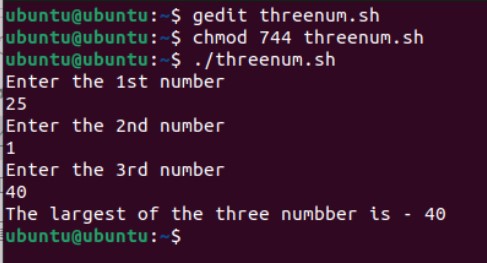 ubuntu@ubuntu:~$ gedit threenum.sh
ubuntu@ubuntu:~$ chmod 744 threenum.sh
ubuntu@ubuntu:~$ ./threenum.sh
Enter the 1st number
25
Enter the 2nd number
1
Enter the 3rd number
40
The largest of the three numbber is - 40
ubuntu@ubuntu:~$